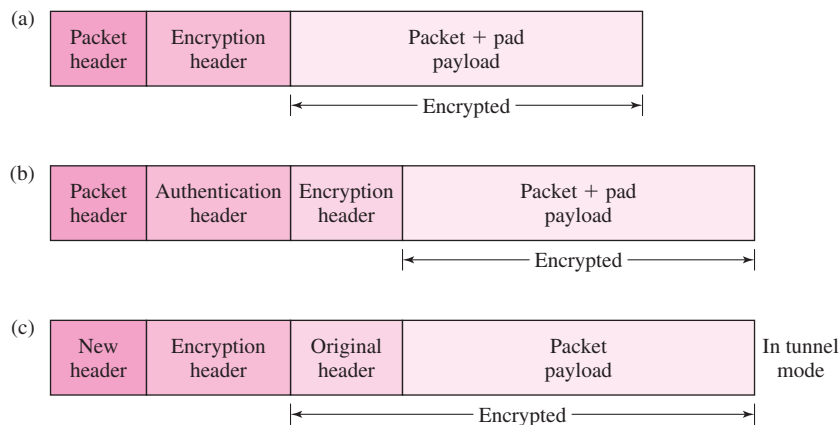 (a)
Packet
header
Encryption
header
Packet + pad
payload
Encrypted
(b)
Packet
header
Authentication
header
Encryption
header
Packet + pad
payload
Encrypted
(c)
New
header
Encryption
header
Original
header
Packet
payload
In tunnel
mode
Encrypted